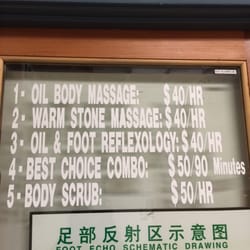 1- OIL BODY MASSAGE: $40/HR
2- WARM STONE MASSAGE: $40/HR
3- OIL & FOOT REFLEXOLOGY: $40/HR
4- BEST CHOICE COMBO: $50/90 Minutes
5- BODY SCRUB: $50/HR
足部反射区示意图
FOOT ECHO SCHEMATIC DRAWING